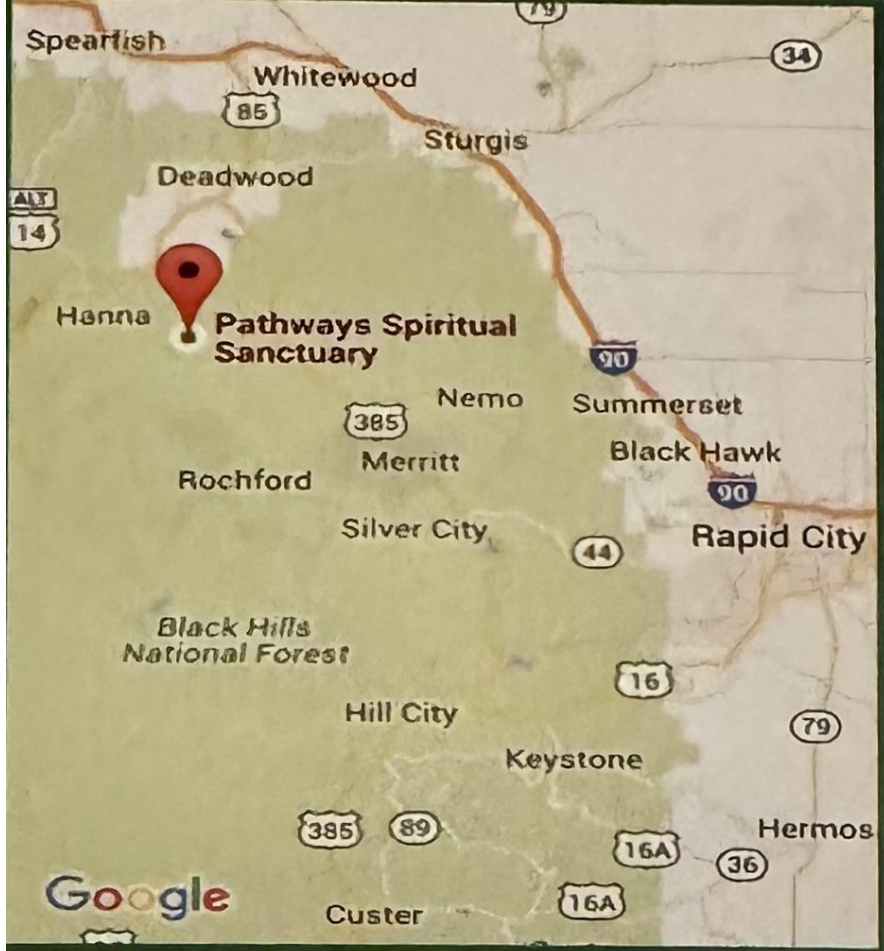 79
Spearfish
34
Whitewood
85
Sturgis
Deadwood
ALT
14
Hanna
Pathways Spiritual
Sanctuary
90
Nemo
Summerset
385
Black Hawk
Merritt
Rochford
90
Silver City
Rapid City
44
Black Hills
National Forest
16
Hill City
79
Keystone
385
89
Hermos
16A
36
Google
16A
Custer